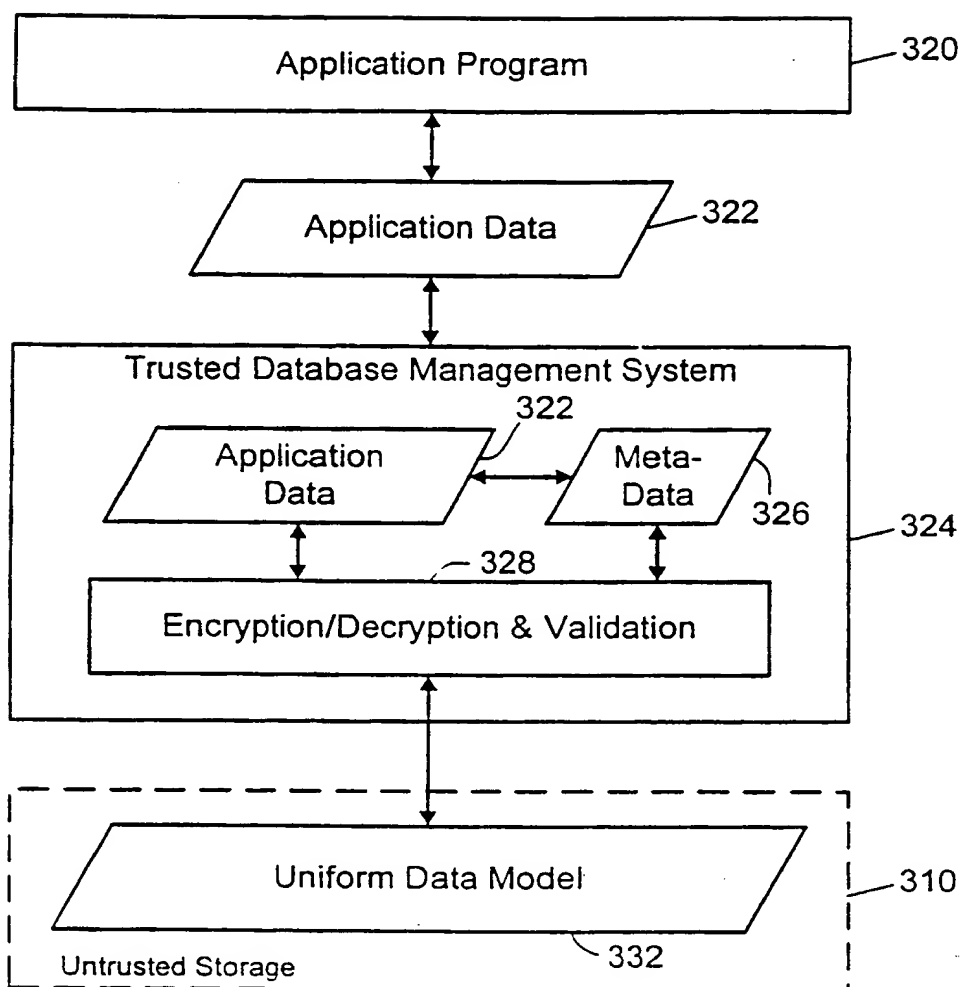 Application Program
320
Application Data
322
Trusted Database Management System
322
Application
Data
Meta-
Data
326
324
328
Encryption/Decryption & Validation
Uniform Data Model
310
332
Untrusted Storage